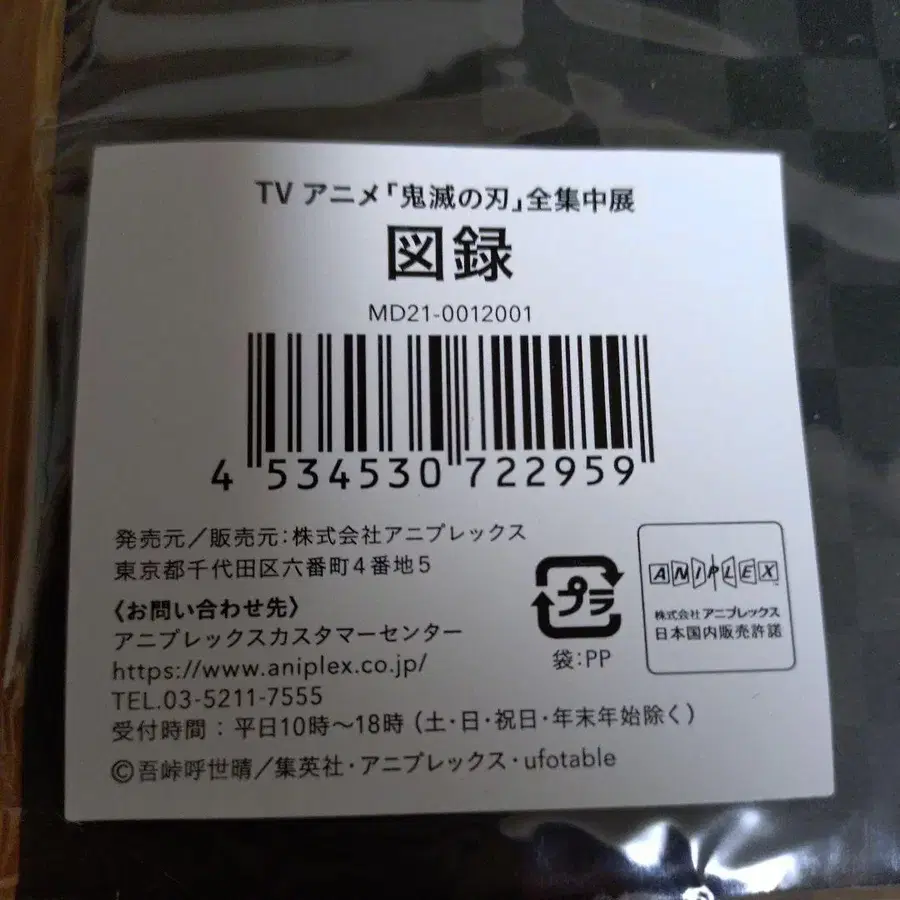 TVアニメ「鬼滅の刃」全集中展
図録
MD21-0012001
4 534530 722959
発売元／販売元：株式会社アニプレックス
東京都千代田区六番町4番地5
〈お問い合わせ先〉
アニプレックスカスタマーセンター
https://www.aniplex.co.jp/
TEL.03-5211-7555
受付時間：平日10時～18時（土・日・祝日・年末年始除く）
©吾峠呼世晴／集英社・アニプレックス・ufotable
プラ
袋：PP
ANIPLEX
株式会社アニプレックス
日本国内販売許諾